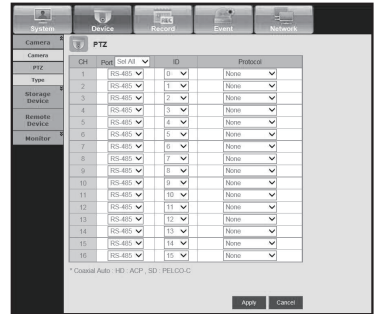 System Device Record Event Network
Camera
Camera
PTZ
Type
Storage
Device
Remote
Device
Monitor
PTZ
CH Port Sel All ID Protocol
1 RS-485 0 None
2 RS-485 1 None
3 RS-485 2 None
4 RS-485 3 None
5 RS-485 4 None
6 RS-485 5 None
7 RS-485 6 None
8 RS-485 7 None
9 RS-485 8 None
10 RS-485 9 None
11 RS-485 10 None
12 RS-485 11 None
13 RS-485 12 None
14 RS-485 13 None
15 RS-485 14 None
16 RS-485 15 None
* Coaxial Auto : HD : ACP , SD : PELCO-C
Apply Cancel